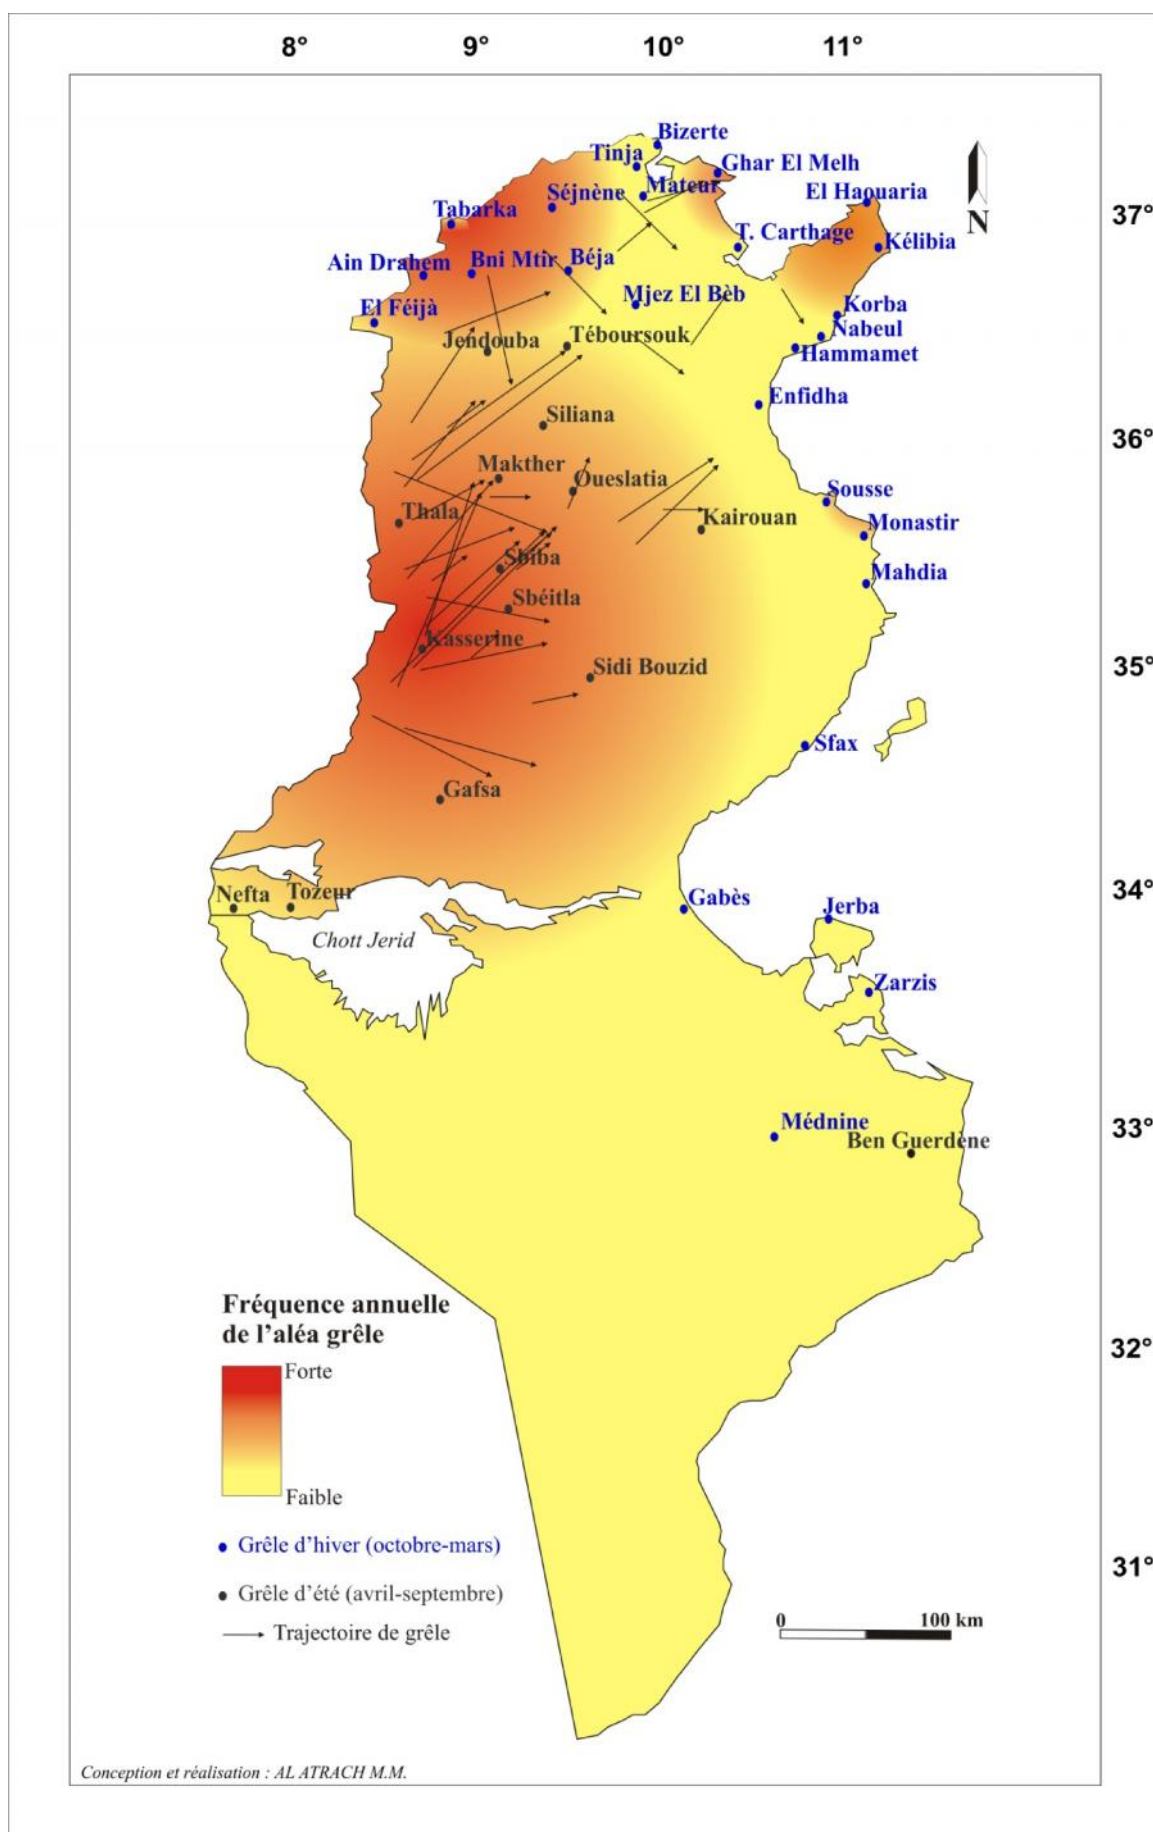 8° 9° 10° 11°
Bizerte
Tinja
Ghar El Melh
Mateur
El Haouaria
Séjnène
37°
Tabarka
N
T. Carthage
Kélibia
Ain Drahem
Bni Mtir
Béja
Mjez El Bèb
El Féijà
Korba
Nabeul
Jendouba
Téboursouk
Hammamet
Enfidha
Siliana
36°
Makther
Oueslatia
Sousse
Thala
Kairouan
Monastir
Sbiba
Mahdia
Sbéitla
Kasserine
Sidi Bouzid
35°
Sfax
Gafsa
34°
Nefta
Tozeur
Gabès
Jerba
Chott Jerid
Zarzis
Médnine
33°
Ben Guerdène
Fréquence annuelle
de l'aléa grêle
32°
Forte
Faible
Grêle d'hiver (octobre-mars)
31°
Grêle d'été (avril-septembre)
Trajectoire de grêle
0 100 km
Conception et réalisation : AL ATRACH M.M.